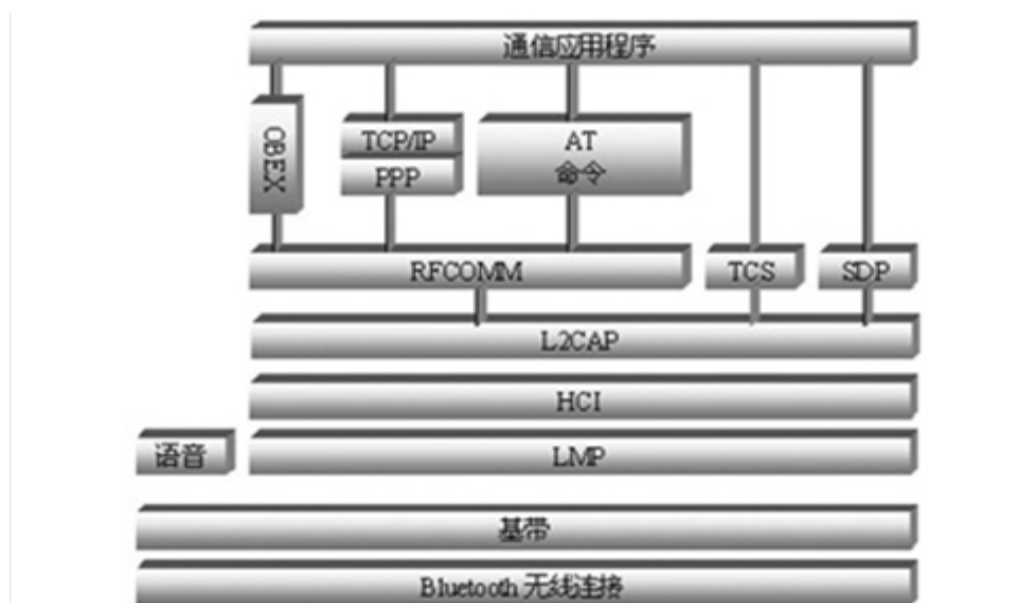 通信应用程序
OBEX
TCP/IP
PPP
AT
命令
RFCOMM
TCS
SDP
L2CAP
HCI
语音
LMP
基带
Bluetooth 无线连接